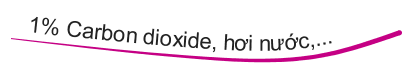 1% Carbon dioxide, hơi nước,...